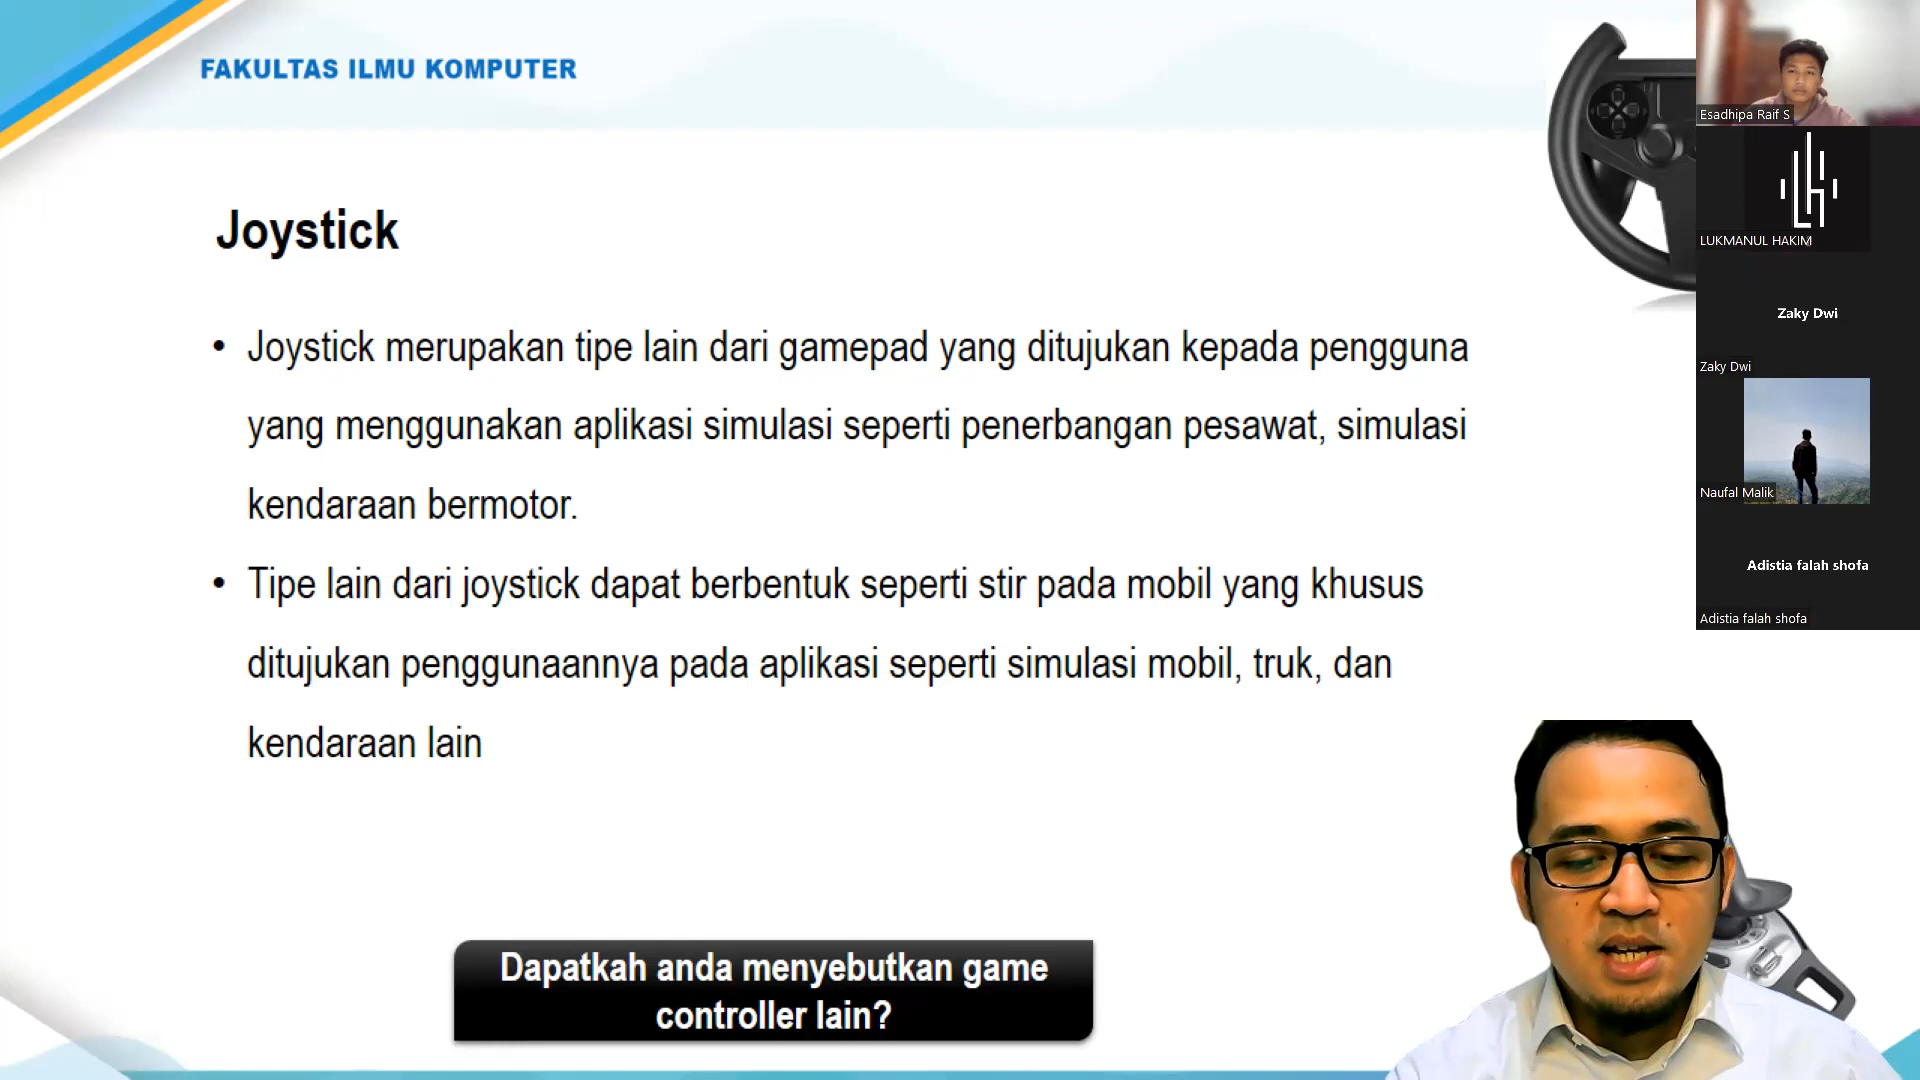 FAKULTAS ILMU KOMPUTER
Joystick
• Joystick merupakan tipe lain dari gamepad yang ditujukan kepada pengguna
yang menggunakan aplikasi simulasi seperti penerbangan pesawat, simulasi
kendaraan bermotor.
• Tipe lain dari joystick dapat berbentuk seperti stir pada mobil yang khusus
ditujukan penggunaannya pada aplikasi seperti simulasi mobil, truk, dan
kendaraan lain
Dapatkah anda menyebutkan game
controller lain?
Esadhipa Raif S
LUKMANUL HAKIM
Zaky Dwi
Zaky Dwi
Naufal Malik
Adistia falah shofa
Adistia falah shofa